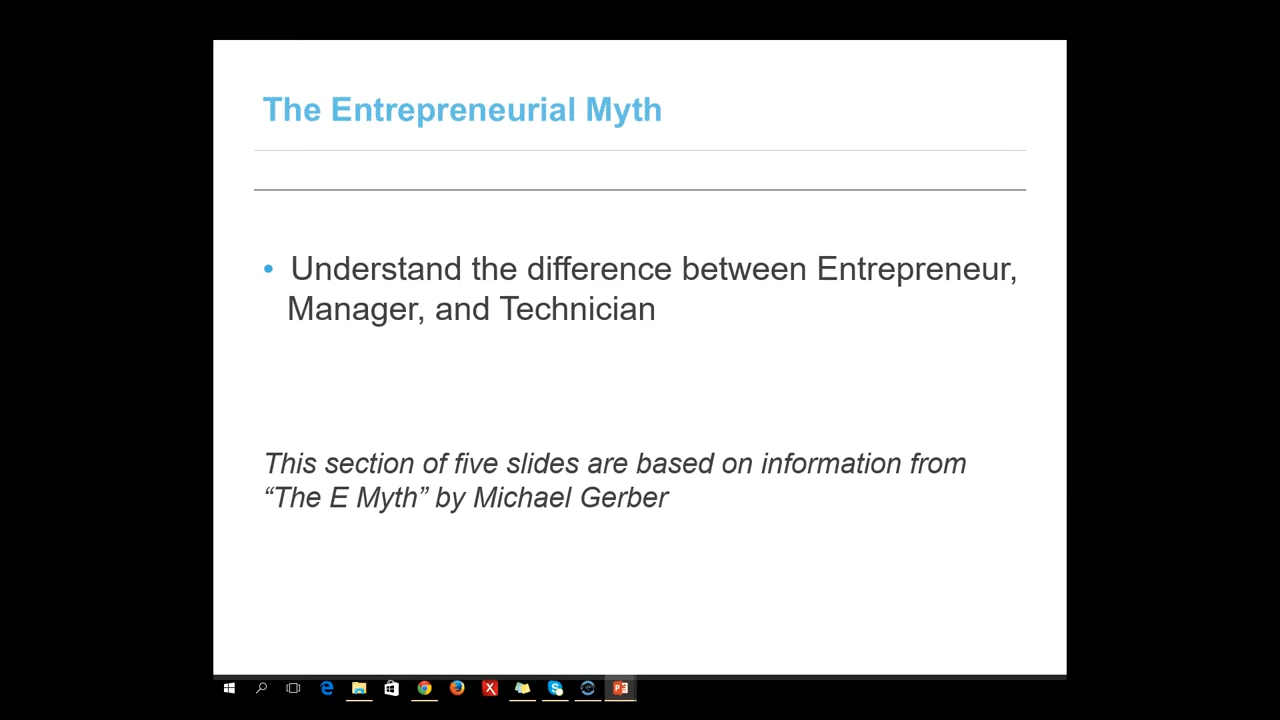 The Entrepreneurial Myth
• Understand the difference between Entrepreneur,
Manager, and Technician
This section of five slides are based on information from
“The E Myth” by Michael Gerber